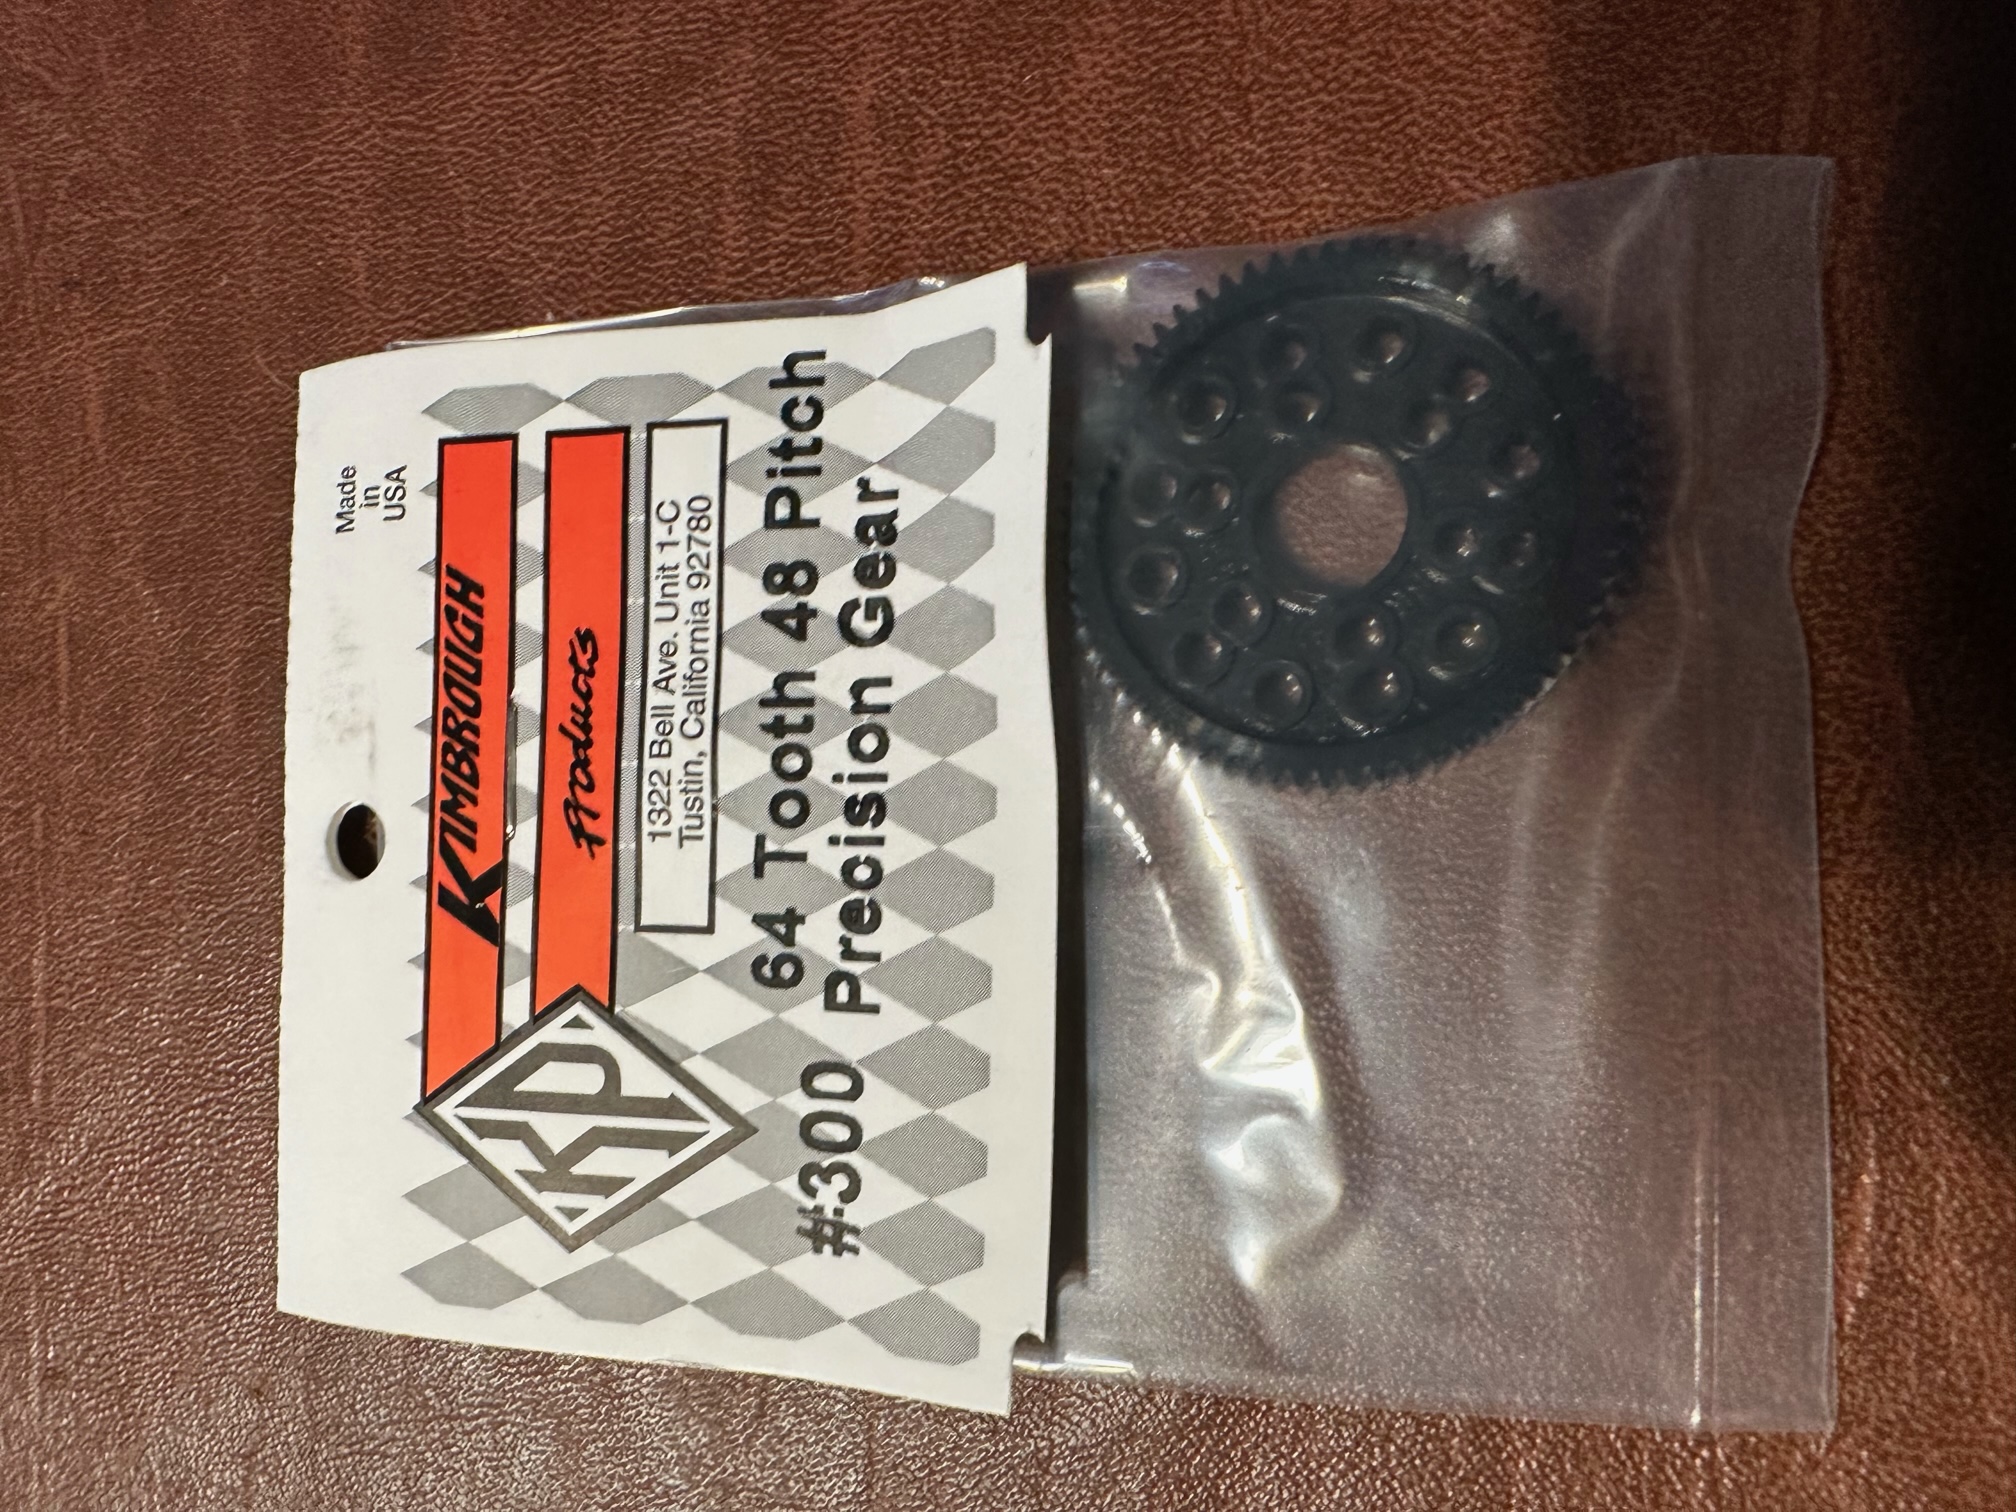 Made
in
USA
KIMBROUGH
Products
KP
1322 Bell Ave. Unit 1-C
Tustin, California 92780
#300 64 Tooth 48 Pitch
Precision Gear